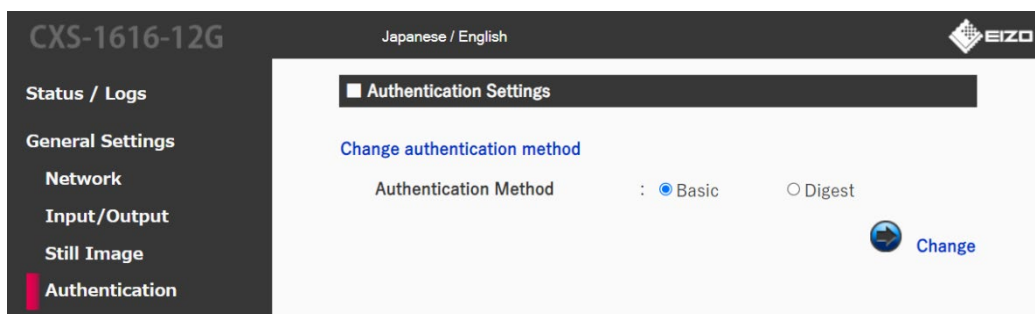 CXS-1616-12G
Japanese / English
EIZO
Status / Logs
General Settings
Network
Input/Output
Still Image
Authentication
Authentication Settings
Change authentication method
Authentication Method : Basic Digest
Change